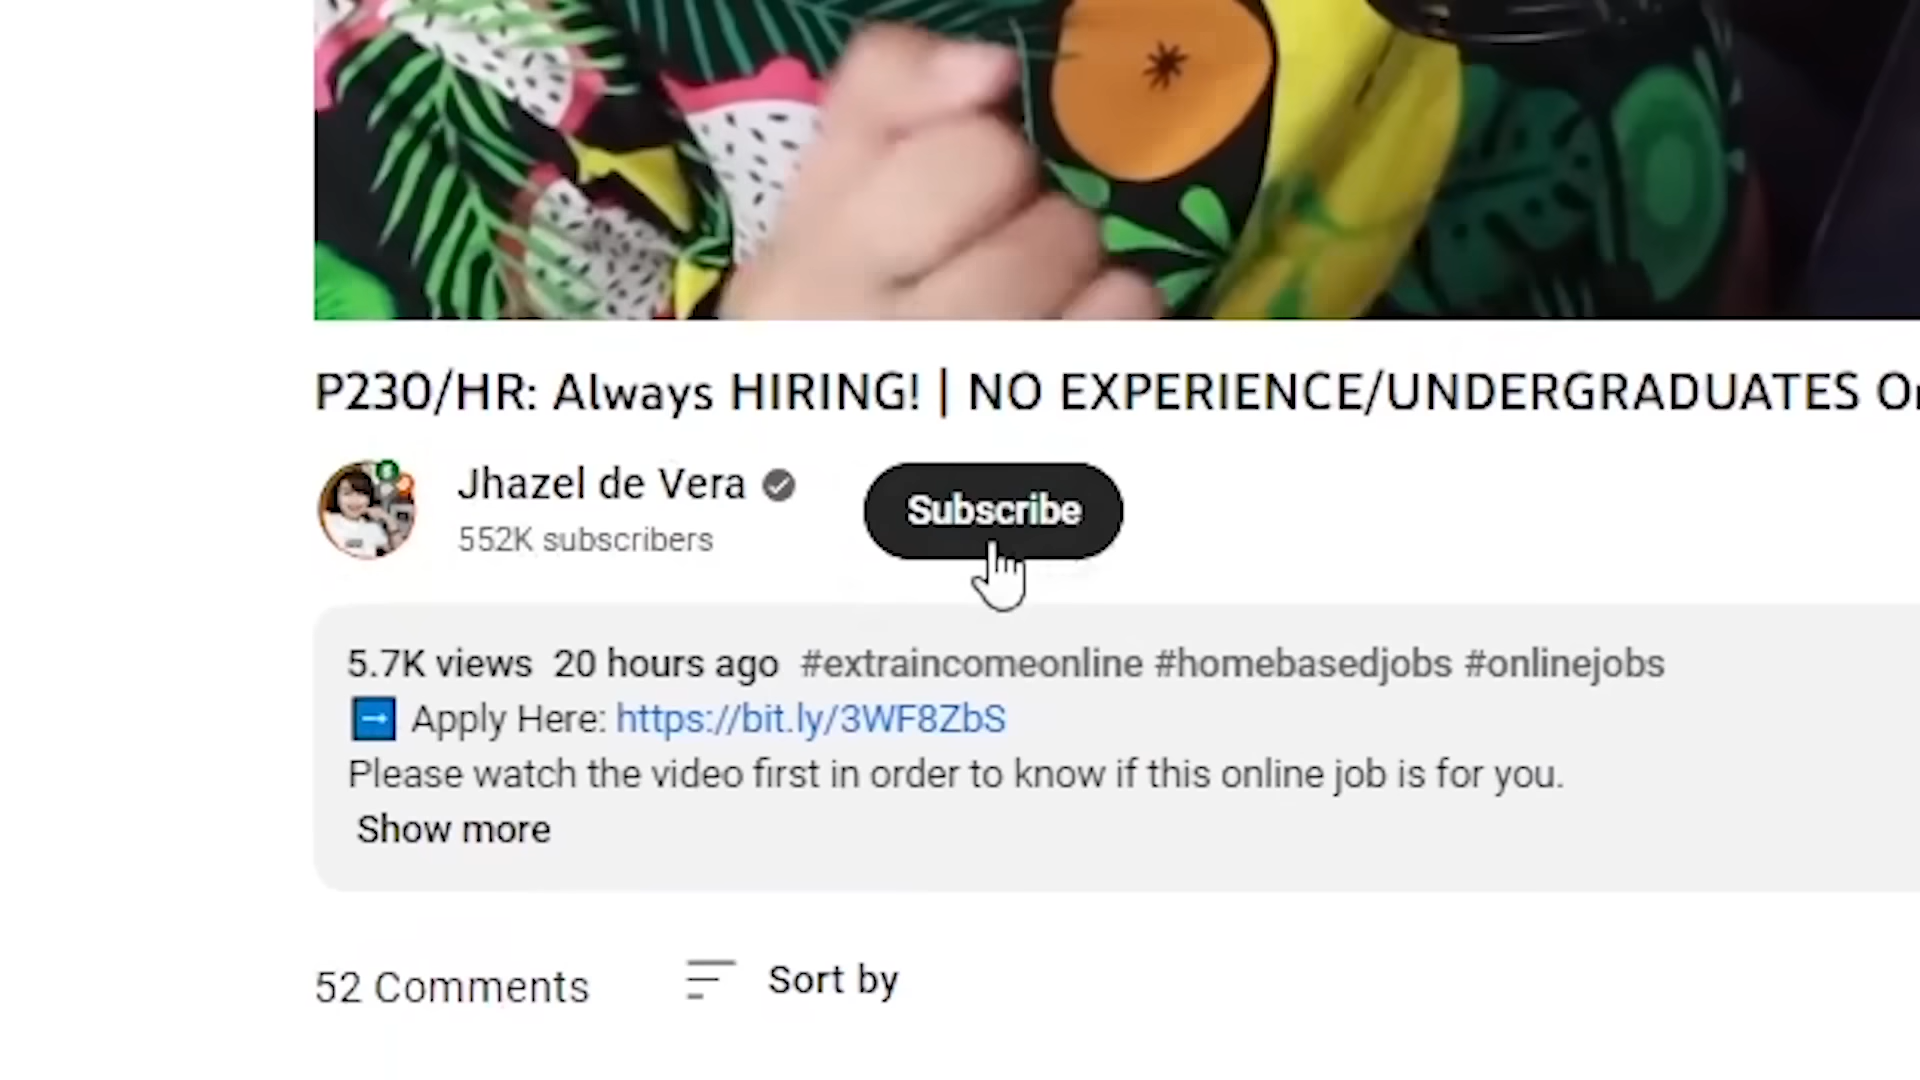 P230/HR: Always HIRING! | NO EXPERIENCE/UNDERGRADUATES
Jhazel de Vera
552K subscribers
Subscribe
5.7K views 20 hours ago #extraincomeonline #homebasedjobs #onlinejobs
Apply Here: https://bit.ly/3WF8ZbS
Please watch the video first in order to know if this online job is for you.
Show more
52 Comments
Sort by